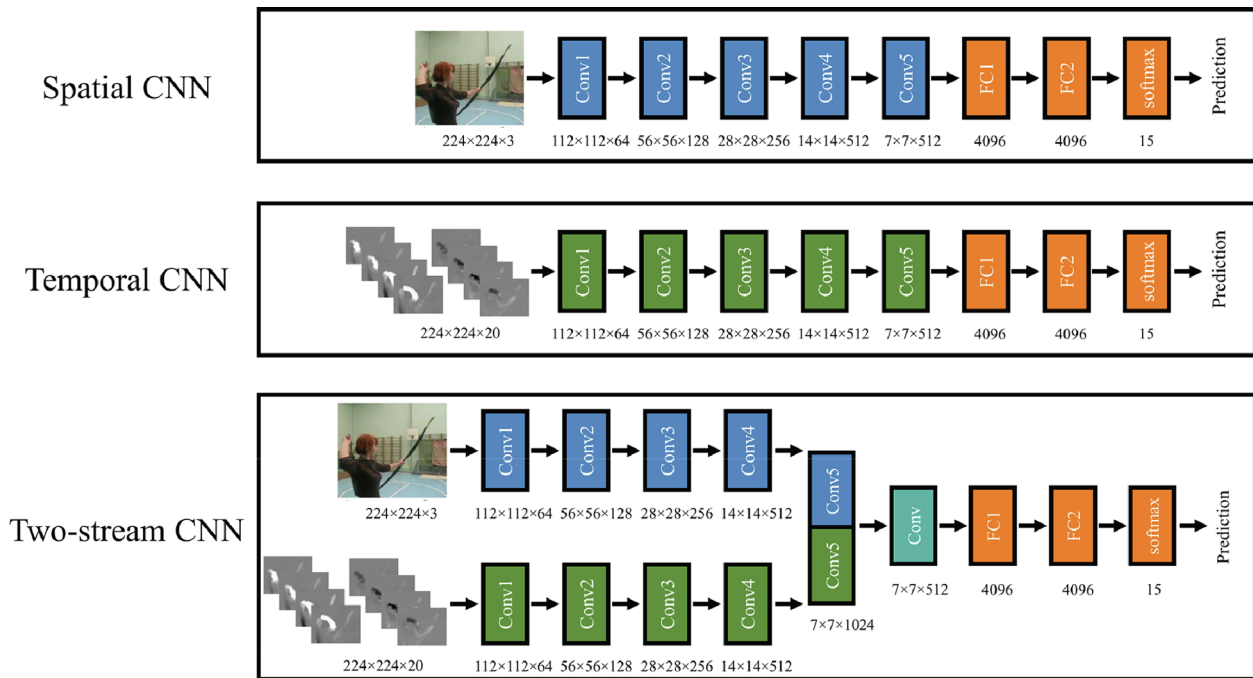 Spatial CNN
Conv1
Conv2
Conv3
Conv4
Conv5
FC1
FC2
softmax
Prediction
224×224×3
112×112×64
56×56×128
28×28×256
14×14×512
7×7×512
4096
4096
15
Temporal CNN
Conv1
Conv2
Conv3
Conv4
Conv5
FC1
FC2
softmax
Prediction
224×224×20
112×112×64
56×56×128
28×28×256
14×14×512
7×7×512
4096
4096
15
Two-stream CNN
Conv1
Conv2
Conv3
Conv4
224×224×3
112×112×64
56×56×128
28×28×256
14×14×512
Conv5
Conv5
7×7×1024
Conv
FC1
FC2
softmax
Prediction
7×7×512
4096
4096
15
Conv1
Conv2
Conv3
Conv4
224×224×20
112×112×64
56×56×128
28×28×256
14×14×512